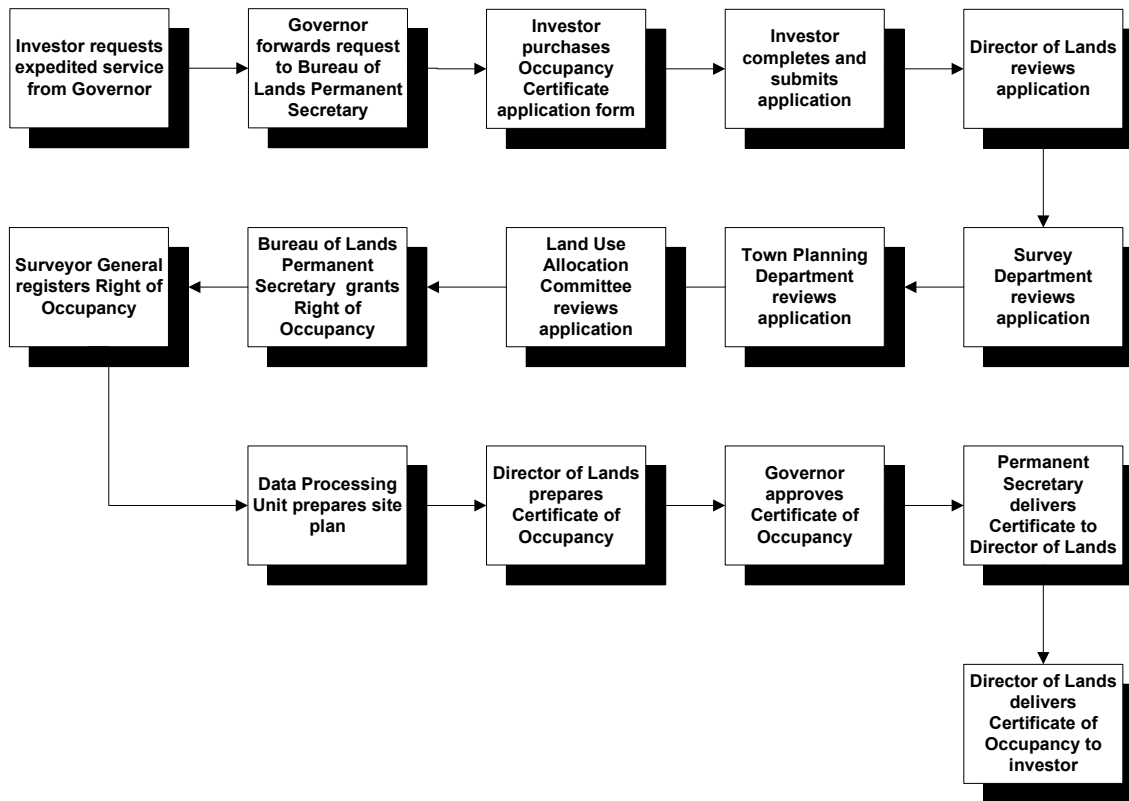 Investor requests
expedited service
from Governor
Governor
forwards request
to Bureau of
Lands Permanent
Secretary
Investor
purchases
Occupancy
Certificate
application form
Investor
completes and
submits
application
Director of Lands
reviews
application
Survey
Department
reviews
application
Town Planning
Department
reviews
application
Land Use
Allocation
Committee
reviews
application
Bureau of Lands
Permanent
Secretary grants
Right of
Occupancy
Surveyor General
registers Right of
Occupancy
Data Processing
Unit prepares site
plan
Director of Lands
prepares
Certificate of
Occupancy
Governor
approves
Certificate of
Occupancy
Permanent
Secretary
delivers
Certificate to
Director of Lands
Director of Lands
delivers
Certificate of
Occupancy to
investor